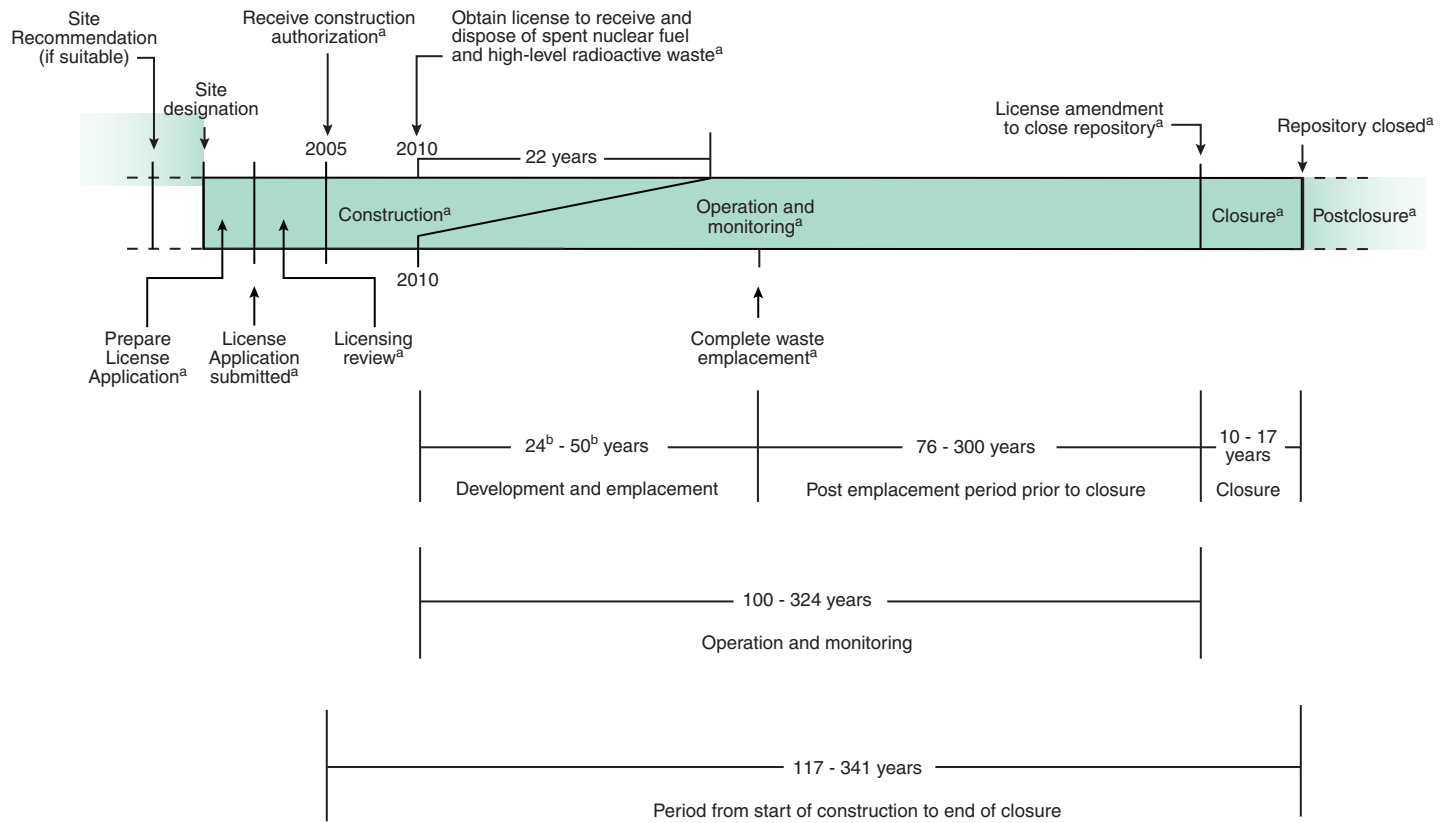 Site
Recommendation
(if suitable)
Site
designation
Receive construction
authorizationª
2005
Obtain license to receive and
dispose of spent nuclear fuel
and high-level radioactive wasteª
2010
22 years
License amendment
to close repositoryª
Repository closedª
Constructionª
Operation and
monitoringª
Closureª
Postclosureª
2010
Prepare
License
Applicationª
License
Application
submittedª
Licensing
reviewª
Complete waste
emplacementª
24ᵇ - 50ᵇ years
Development and emplacement
76 - 300 years
Post emplacement period prior to closure
10 - 17
years
Closure
100 - 324 years
Operation and monitoring
117 - 341 years
Period from start of construction to end of closure